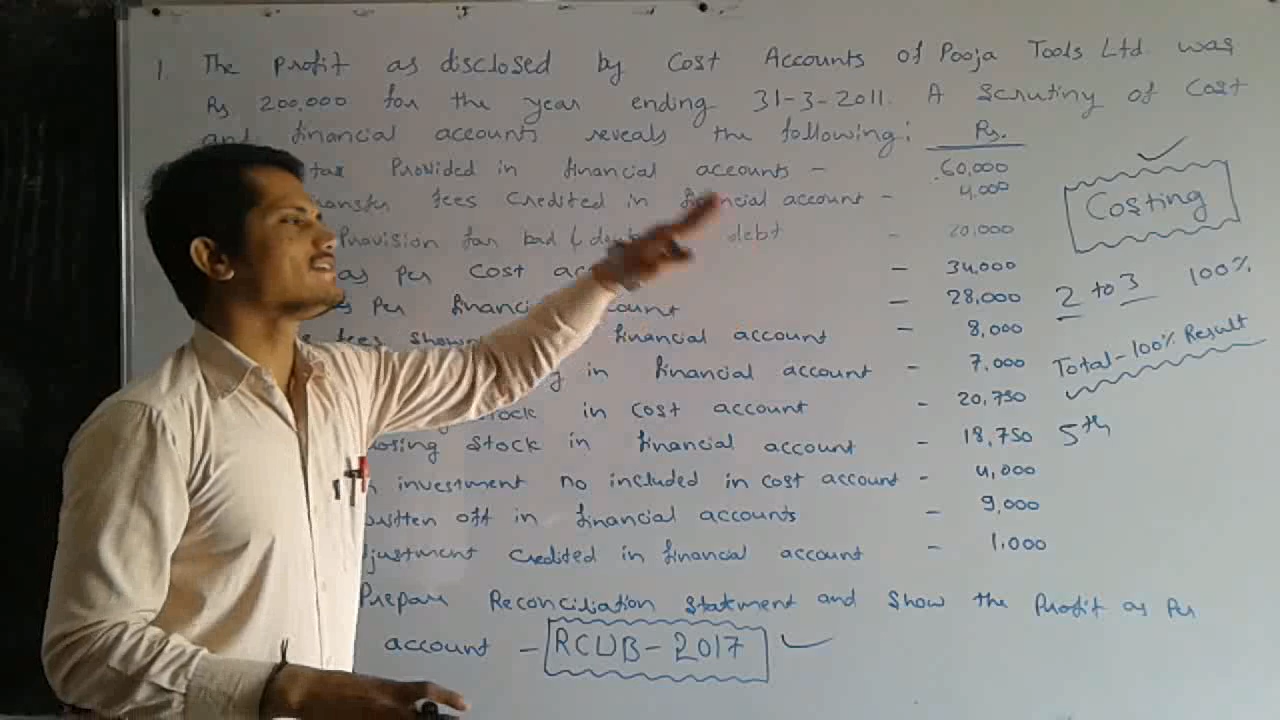 1. The Profit as disclosed by Cost Accounts of Pooja Tools Ltd. was
Rs 200,000 for the year ending 31-3-2011. A Scrutiny of Cost
and financial accounts reveals the following: Rs.
tax Provided in financial accounts - 60,000
fees Credited in financial account - 4,000
Provision for bad & debt - 20,000
as per Cost - 34,000
Per account - 28,000
fees financial account - 8,000
in financial account - 7,000
in cost account - 20,750
Stock in financial account - 18,750
investment no included in cost account - 4,000
off in financial accounts - 9,000
Credited in financial account - 1,000
Prepare Reconciliation Statment and Show the Profit as Per
account - RCUB-2017
Costing
2 to 3 100%
Total-100% Result
5th